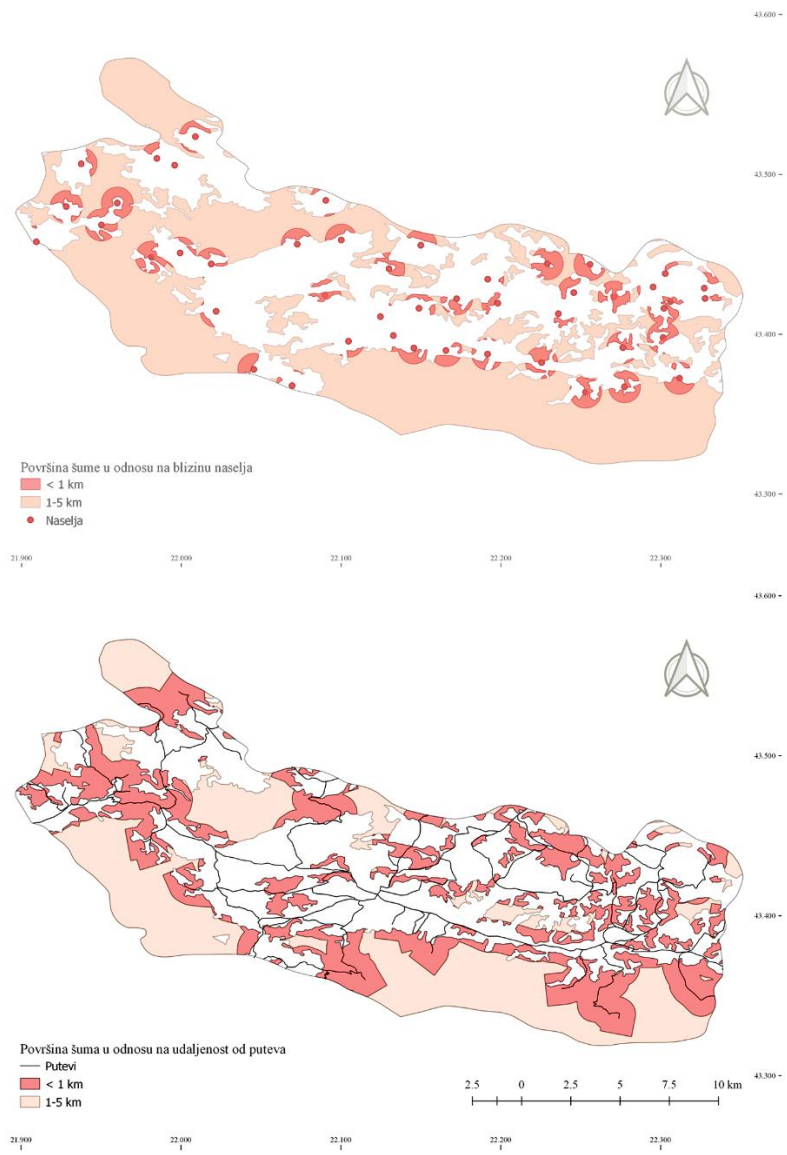 43.600
43.500
43.400
Površina šume u odnosu na blizinu naselja
< 1 km
1-5 km
Naselja
43.300
21.900 22.000 22.100 22.200 22.300
43.600
43.500
43.400
Površina šuma u odnosu na udaljenost od puteva
Putevi
< 1 km
1-5 km
2.5 0 2.5 5 7.5 10 km
43.300
21.900 22.000 22.100 22.200 22.300